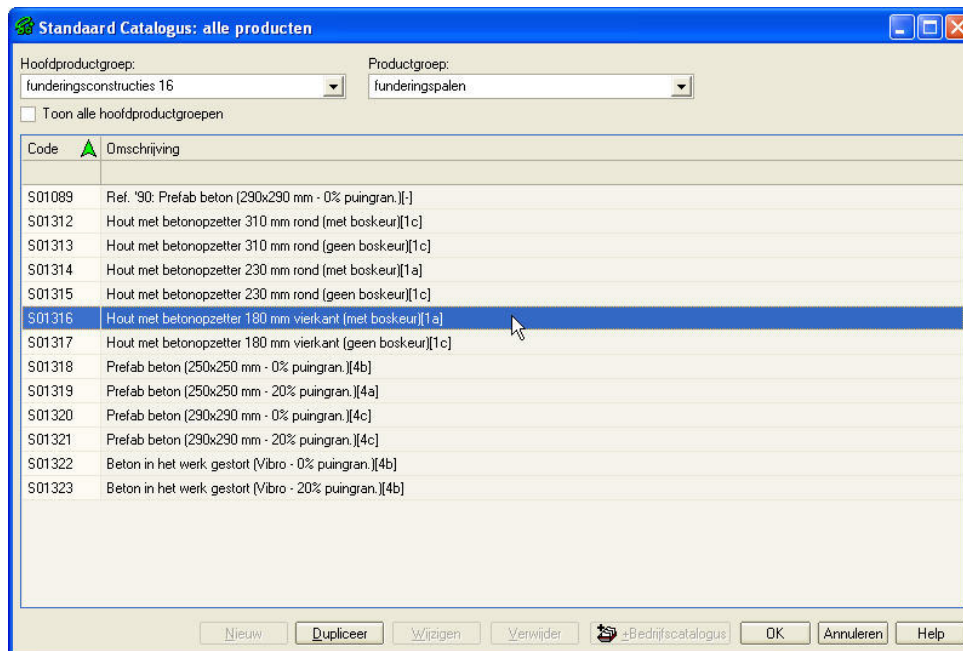 Standaard Catalogus: alle producten
Hoofdproductgroep: Productgroep:
funderingsconstructies 16 funderingspalen
Toon alle hoofdproductgroepen
Code Omschrijving
S01089 Ref. '90: Prefab beton (290x290 mm - 0% puingran.)[-]
S01312 Hout met betonopzetter 310 mm rond (met boskeur)[1c]
S01313 Hout met betonopzetter 310 mm rond (geen boskeur)[1c]
S01314 Hout met betonopzetter 230 mm rond (met boskeur)[1a]
S01315 Hout met betonopzetter 230 mm rond (geen boskeur)[1c]
S01316 Hout met betonopzetter 180 mm vierkant (met boskeur)[1a]
S01317 Hout met betonopzetter 180 mm vierkant (geen boskeur)[1c]
S01318 Prefab beton (250x250 mm - 0% puingran.)[4b]
S01319 Prefab beton (250x250 mm - 20% puingran.)[4a]
S01320 Prefab beton (290x290 mm - 0% puingran.)[4c]
S01321 Prefab beton (290x290 mm - 20% puingran.)[4c]
S01322 Beton in het werk gestort (Vibro - 0% puingran.)[4b]
S01323 Beton in het werk gestort (Vibro - 20% puingran.)[4b]
Nieuw Dupliceer Wijzigen Verwijder +Bedrijfscatalogus OK Annuleren Help